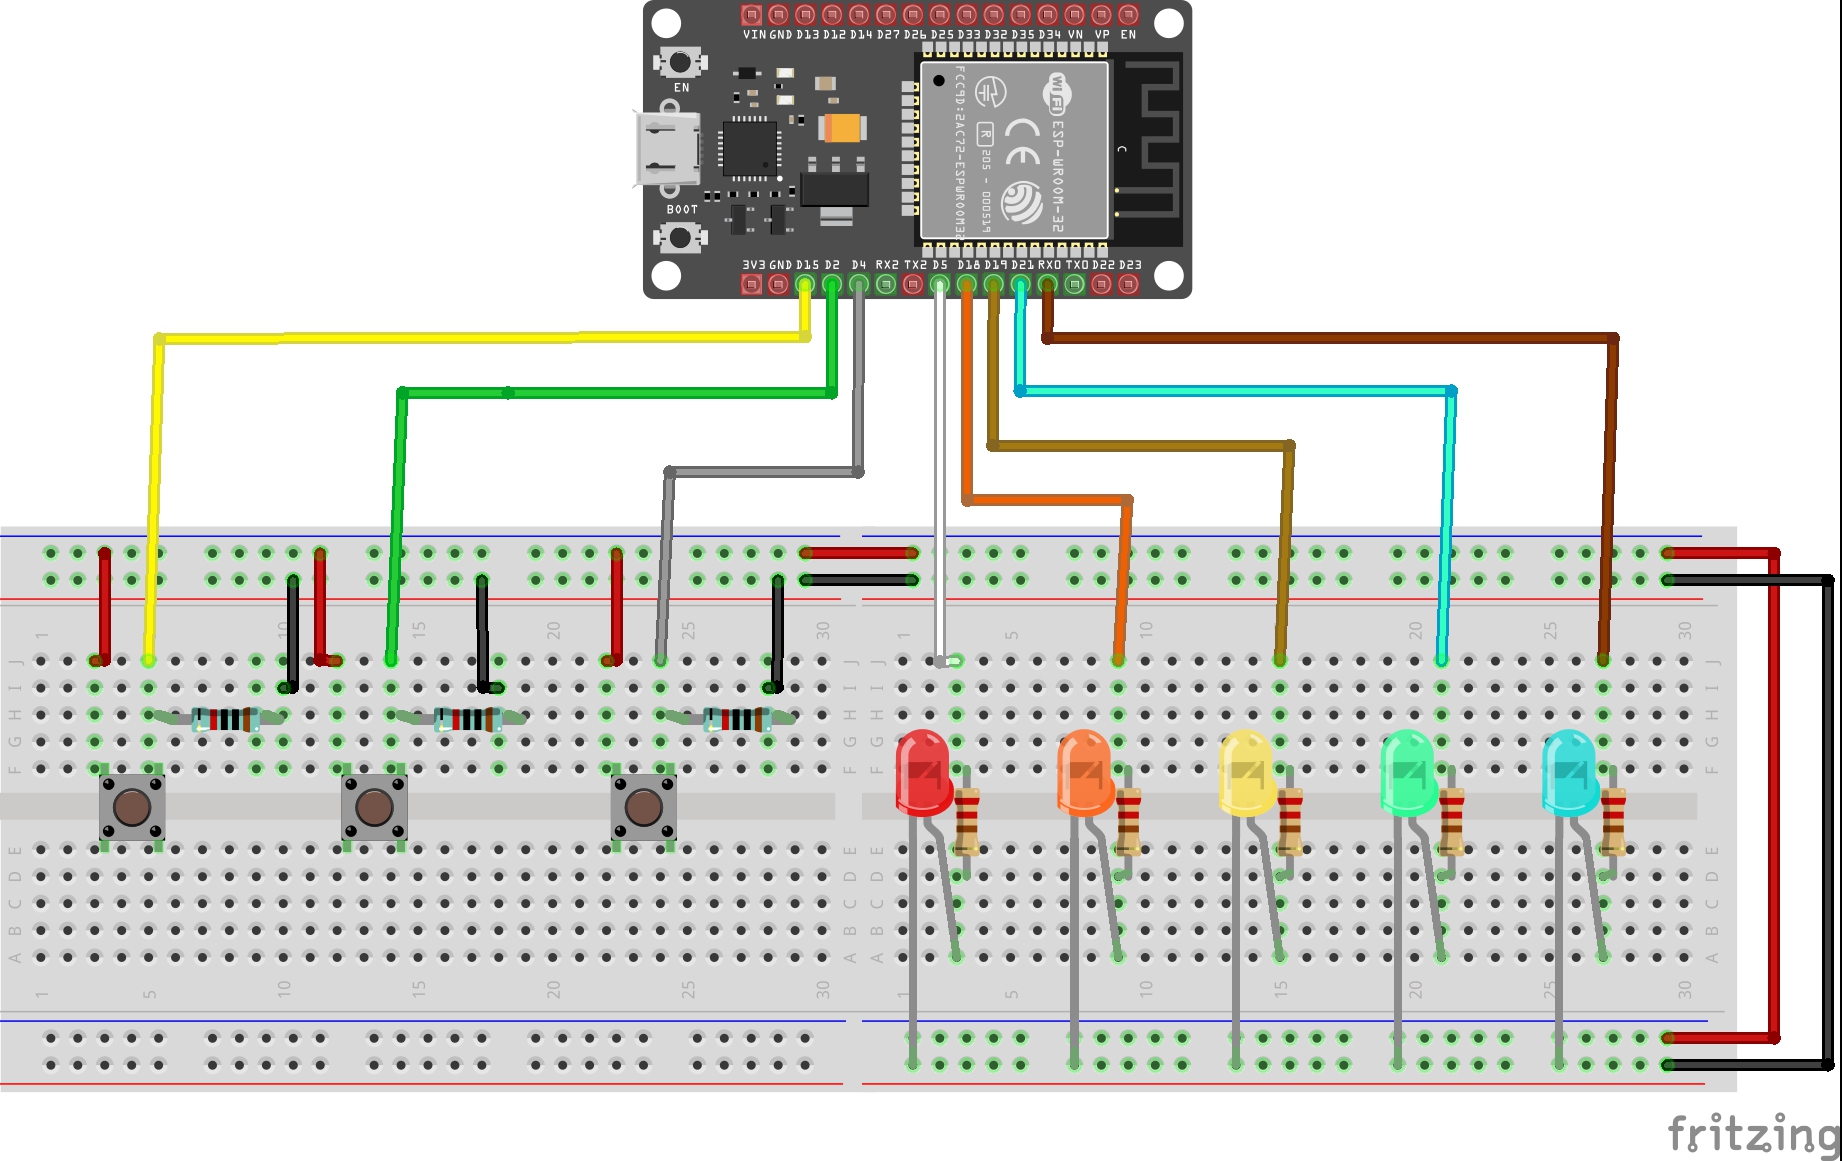 VIN GND D13 D12 D14 D27 D26 D25 D33 D32 D35 D34 VN VP EN
EN
BOOT
FCC9D:2AC7Z-ESPWROOM32
R
205 - 000519
CE
WiFi
ESP-WROOM-32
C
3V3 GND D15 D2 D4 RX2 TX2 D5 D18 D19 D21 RX0 TX0 D22 D23
1 10 15 20 25 30 1 5 10 15 20 25 30
J J J J
I I I I
H H H H
G G G G
F F F F
E E E E
D D D D
C C C C
B B B B
A A A A
1 5 10 15 20 25 30 1 5 10 15 20 25 30
fritzing